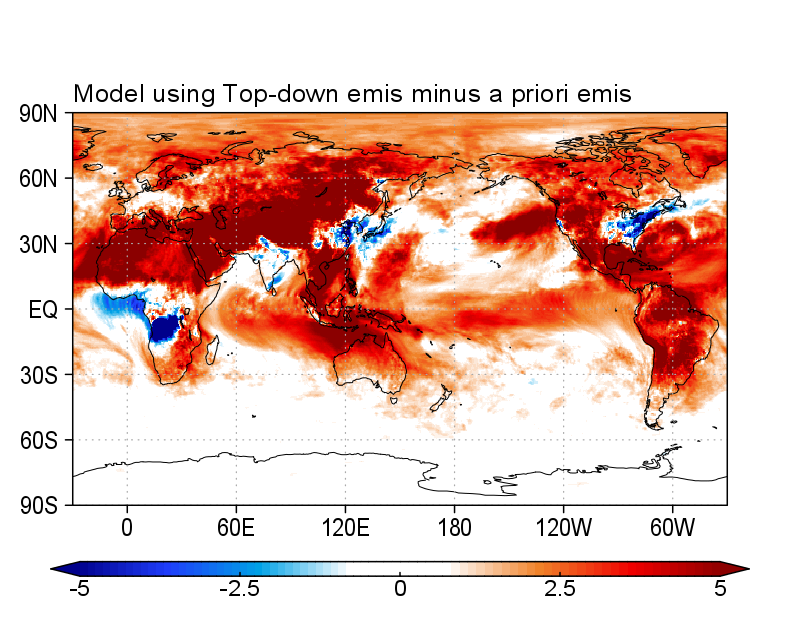 Model using Top-down emis minus a priori emis
90N
60N
30N
EQ
30S
60S
90S
0 60E 120E 180 120W 60W
-5 -2.5 0 2.5 5